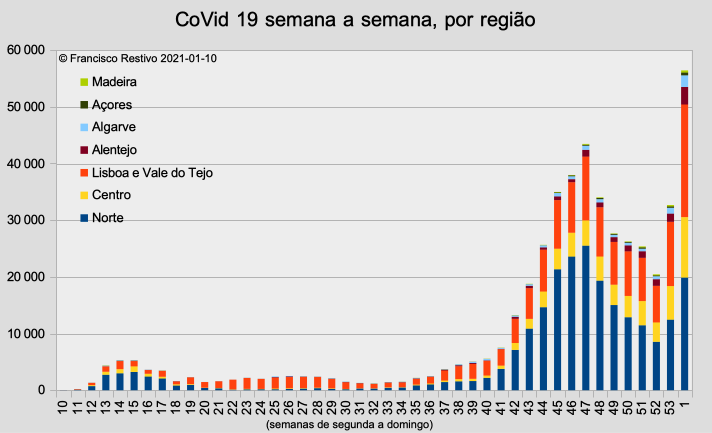 CoVid 19 semana a semana, por região
© Francisco Restivo 2021-01-10
Madeira
Açores
Algarve
Alentejo
Lisboa e Vale do Tejo
Centro
Norte
60 000
50 000
40 000
30 000
20 000
10 000
0
10 11 12 13 14 15 16 17 18 19 20 21 22 23 24 25 26 27 28 29 30 31 32 33 34 35 36 37 38 39 40 41 42 43 44 45 46 47 48 49 50 51 52 53 1
(semanas de segunda a domingo)